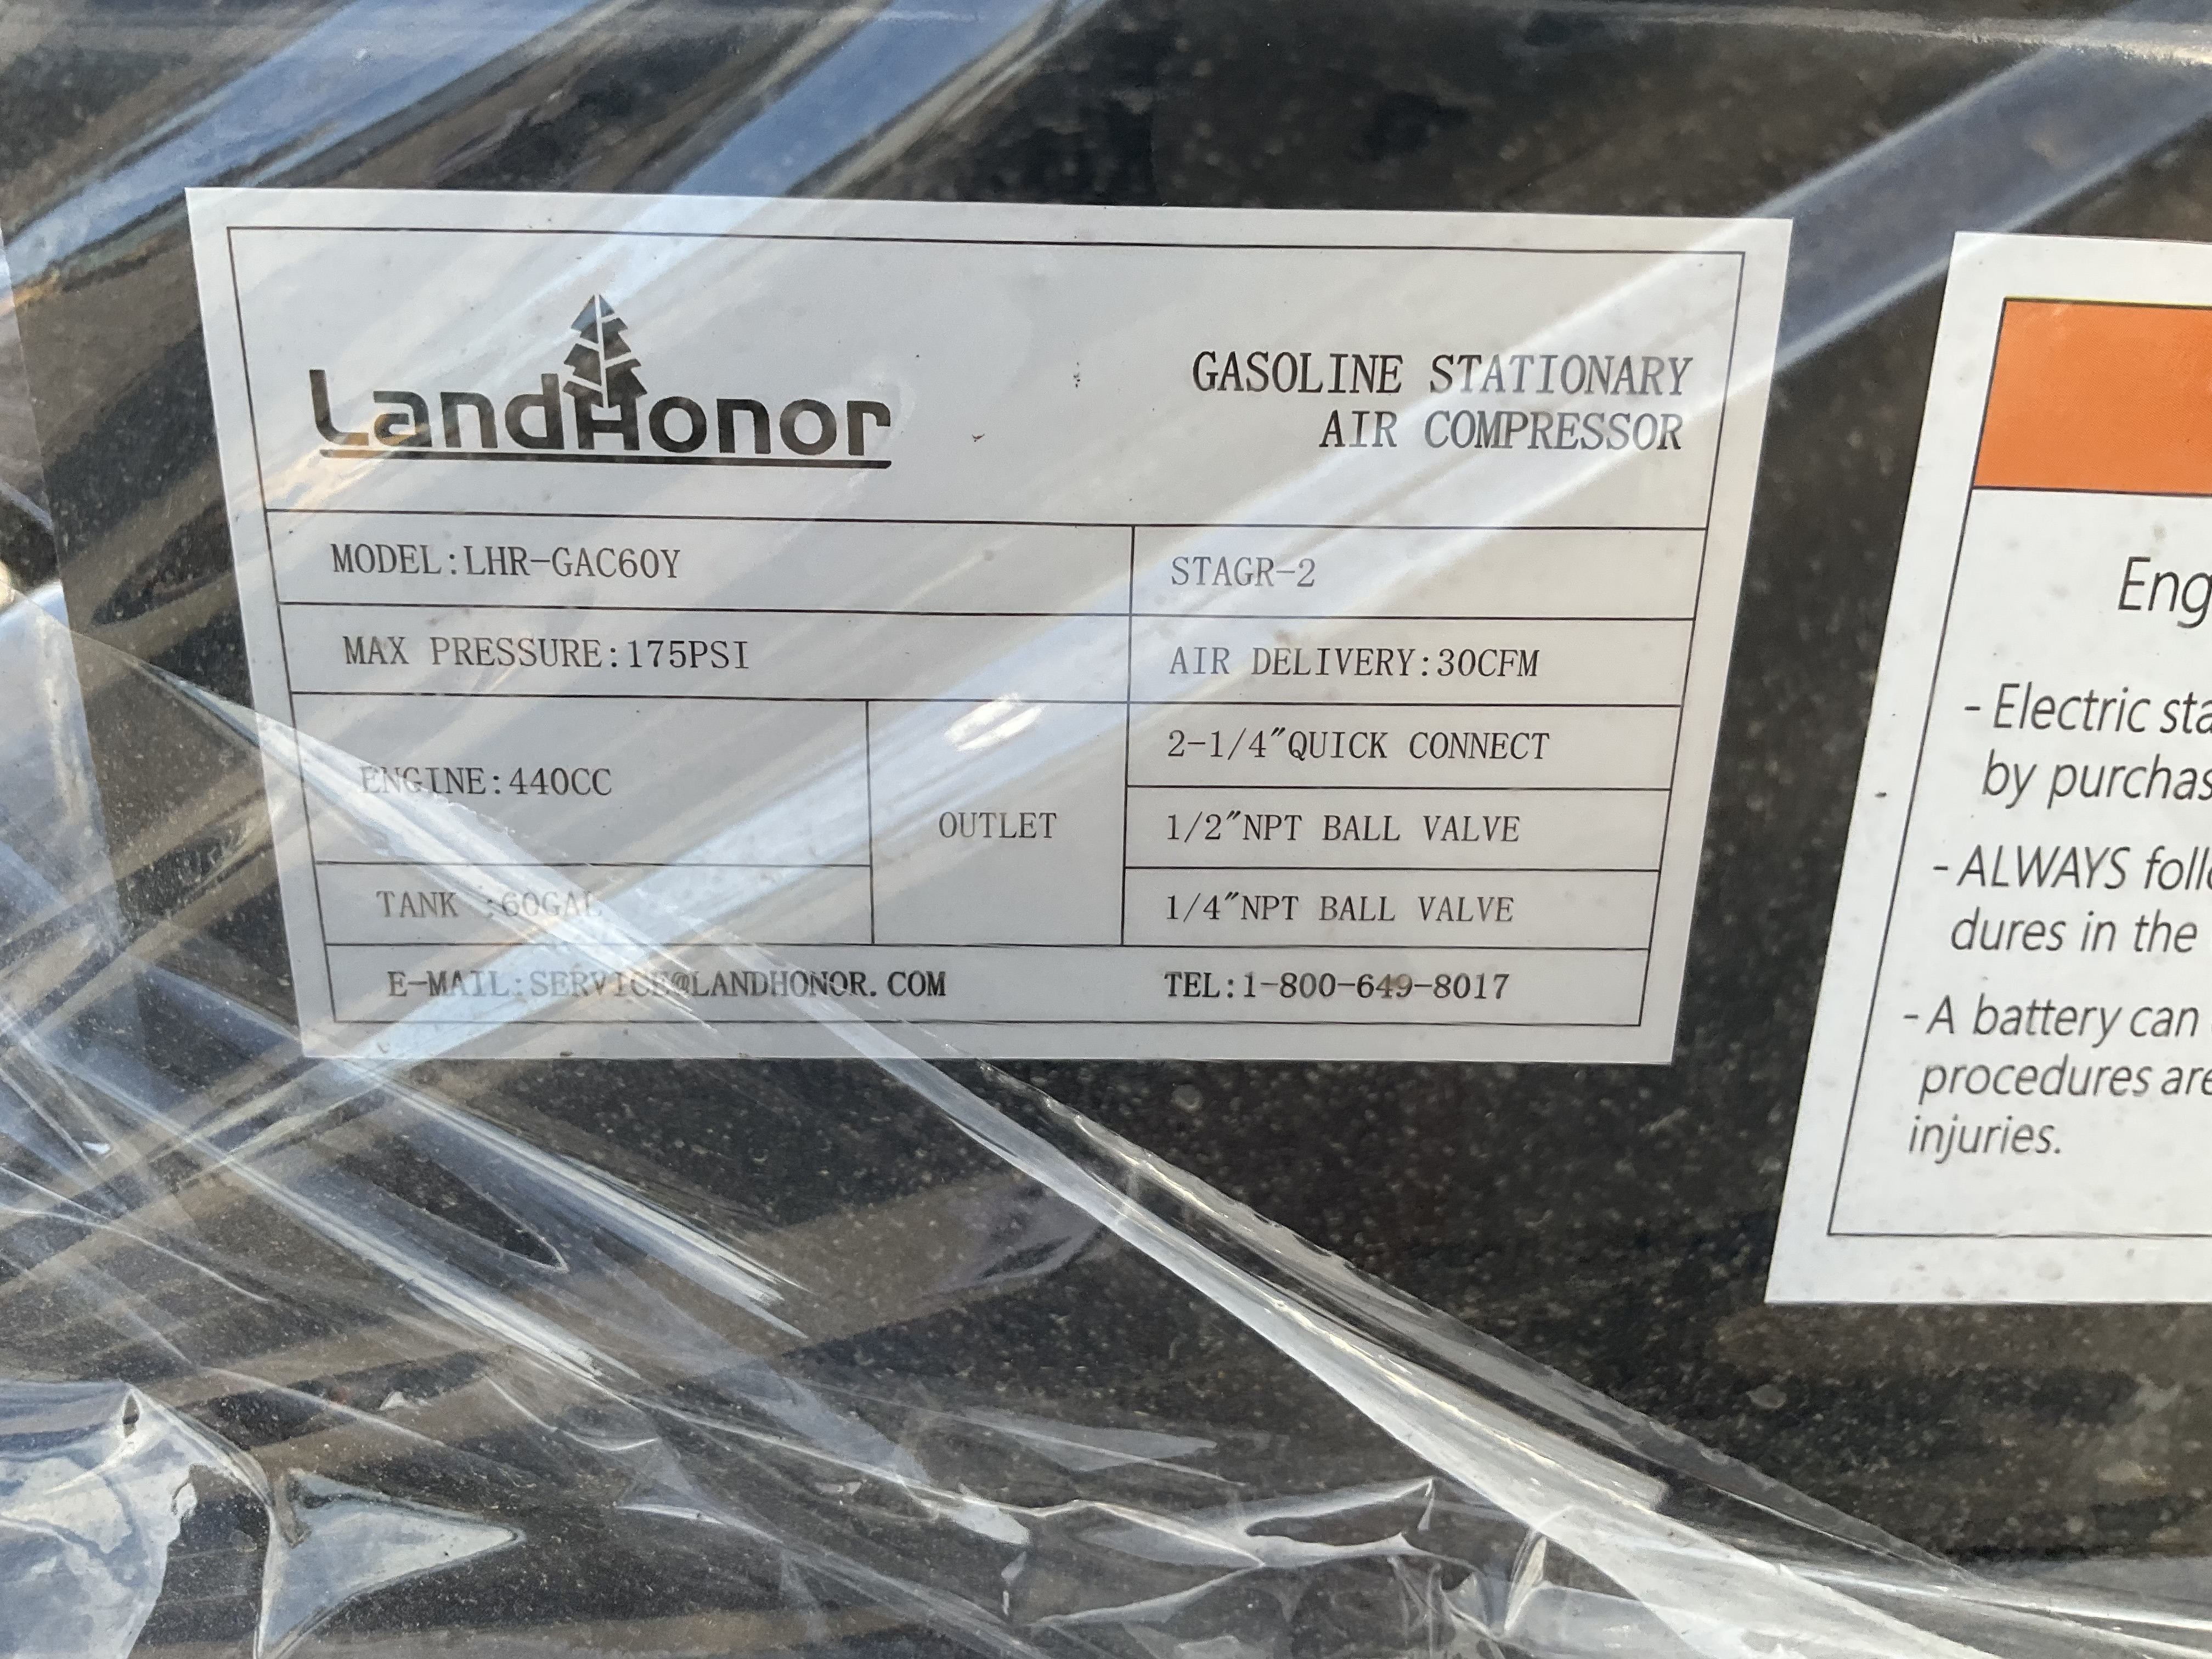 LandHonor
GASOLINE STATIONARY
AIR COMPRESSOR
MODEL:LHR-GAC60Y
STAGR-2
MAX PRESSURE:175PSI
AIR DELIVERY:30CFM
ENGINE:440CC
OUTLET
2-1/4"QUICK CONNECT
1/2"NPT BALL VALVE
1/4"NPT BALL VALVE
TANK :60GAL
E-MAIL:SERVICE@LANDHONOR.COM
TEL:1-800-649-8017
Eng
- Electric sta
by purchas
- ALWAYS follo
dures in the
- A battery can
procedures are
injuries.